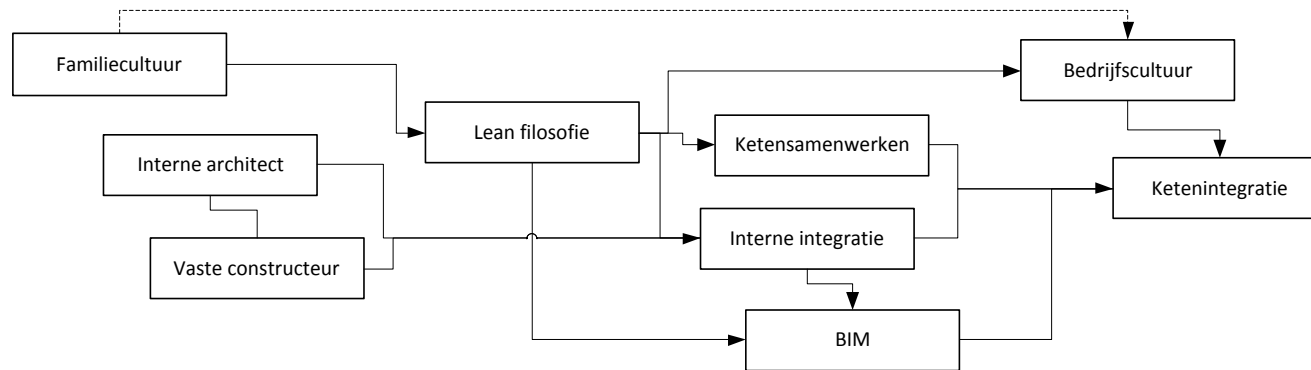 Familiecultuur
Bedrijfscultuur
Lean filosofie
Ketensamenwerken
Interne architect
Ketenintegratie
Interne integratie
Vaste constructeur
BIM